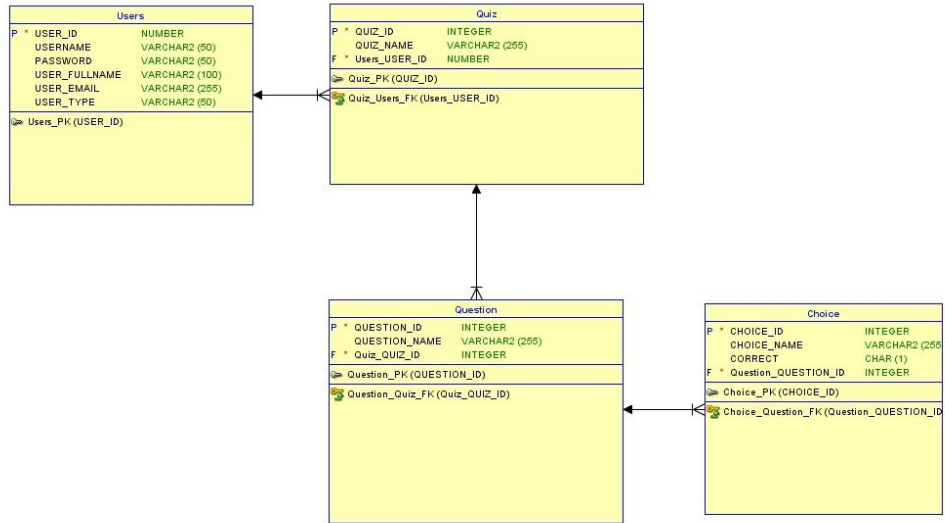 Users
P * USER_ID NUMBER
USERNAME VARCHAR2 (50)
PASSWORD VARCHAR2 (50)
USER_FULLNAME VARCHAR2 (100)
USER_EMAIL VARCHAR2 (255)
USER_TYPE VARCHAR2 (50)
Users_PK (USER_ID)
Quiz
P * QUIZ_ID INTEGER
QUIZ_NAME VARCHAR2 (255)
F * Users_USER_ID NUMBER
Quiz_PK (QUIZ_ID)
Quiz_Users_FK (Users_USER_ID)
Question
P * QUESTION_ID INTEGER
QUESTION_NAME VARCHAR2 (255)
F * Quiz_QUIZ_ID INTEGER
Question_PK (QUESTION_ID)
Question_Quiz_FK (Quiz_QUIZ_ID)
Choice
P * CHOICE_ID INTEGER
CHOICE_NAME VARCHAR2 (255
CORRECT CHAR (1)
F * Question_QUESTION_ID INTEGER
Choice_PK (CHOICE_ID)
Choice_Question_FK (Question_QUESTION_ID